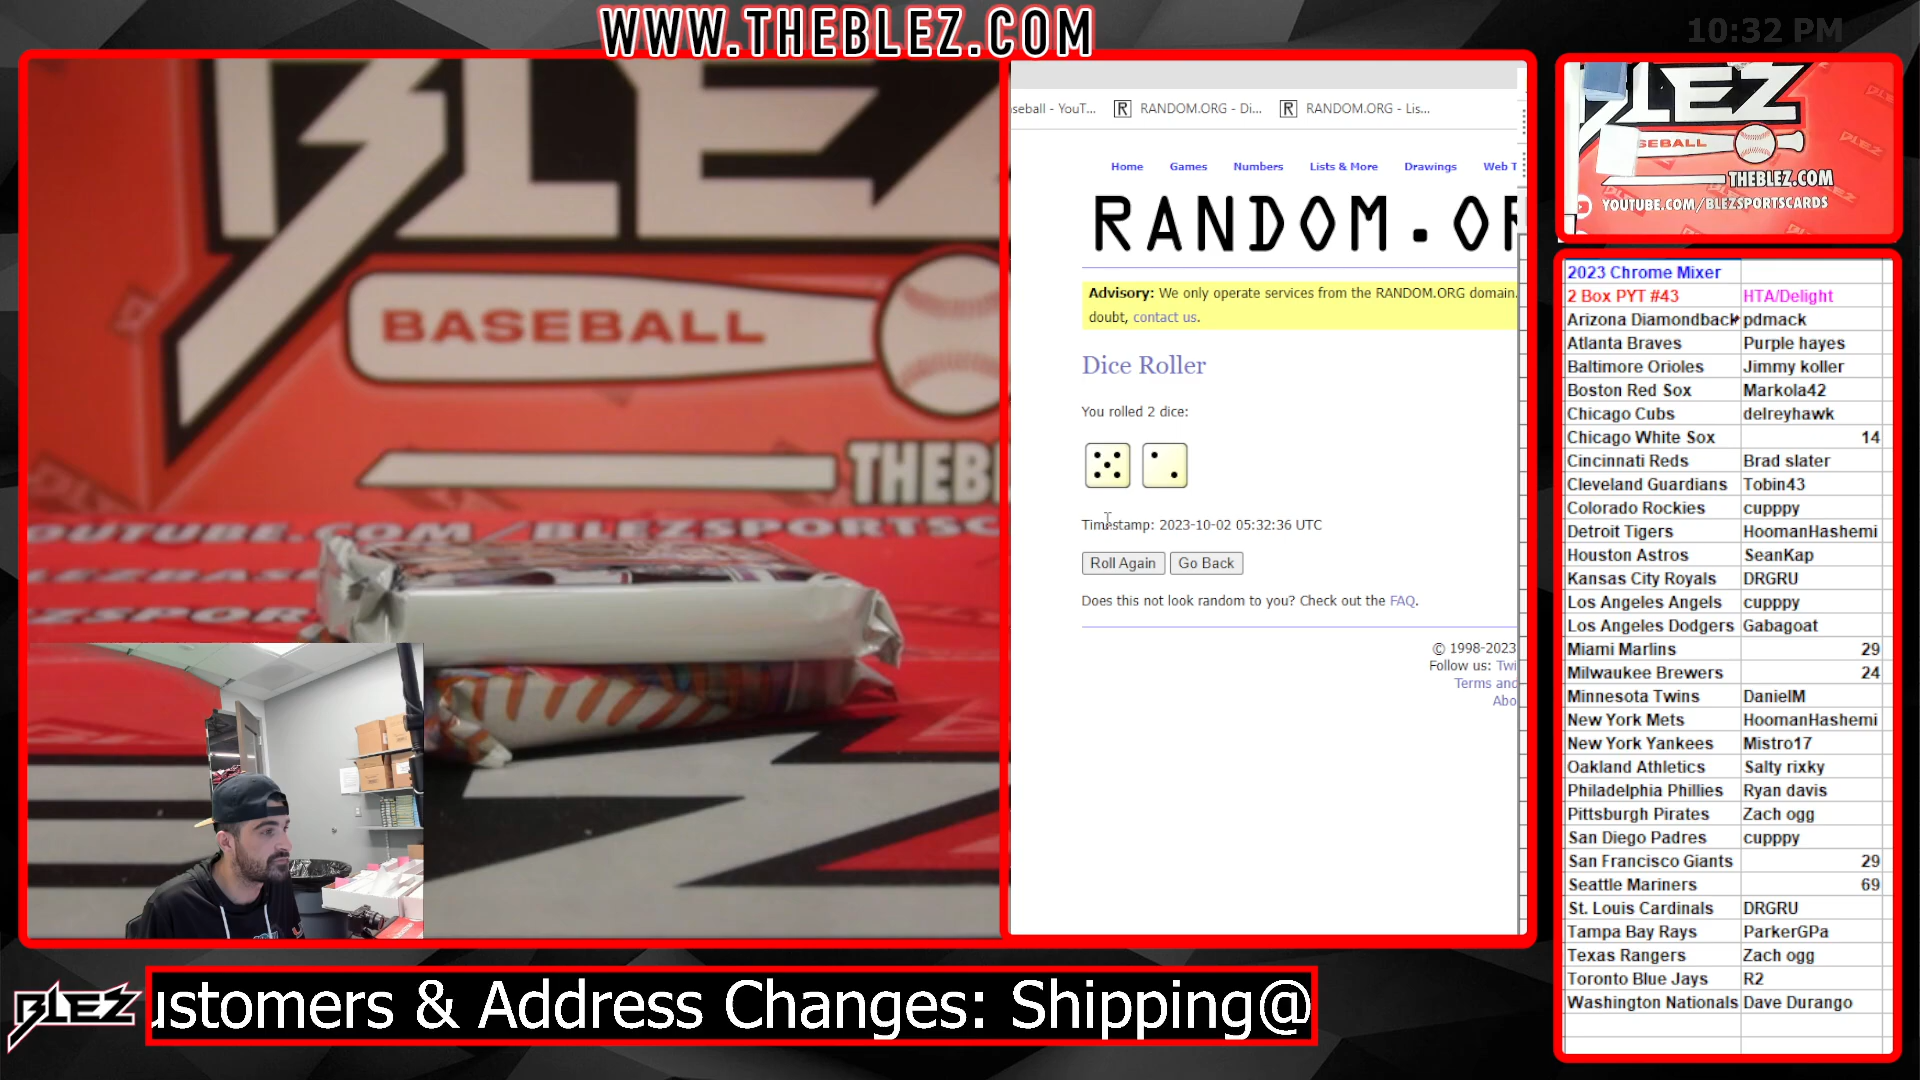 WWW.THEBLEZ.COM
10:32 PM
BLEZ
BASEBALL
THEB
YOUTUBE.COM/BLEZSPORTSC
seball - YouT...
RANDOM.ORG - Di...
RANDOM.ORG - Lis...
Home Games Numbers Lists & More Drawings Web T
RANDOM.OR
Advisory: We only operate services from the RANDOM.ORG domain.
doubt, contact us.
Dice Roller
You rolled 2 dice:
Timestamp: 2023-10-02 05:32:36 UTC
Roll Again Go Back
Does this not look random to you? Check out the FAQ.
© 1998-2023
Follow us: Twi
Terms and
Abo
BLEZ
SEBALL
THEBLEZ.COM
YOUTUBE.COM/BLEZSPORTSCARDS
2023 Chrome Mixer
2 Box PYT #43 HTA/Delight
Arizona Diamondback pdmack
Atlanta Braves Purple hayes
Baltimore Orioles Jimmy koller
Boston Red Sox Markola42
Chicago Cubs delreyhawk
Chicago White Sox 14
Cincinnati Reds Brad slater
Cleveland Guardians Tobin43
Colorado Rockies cupppy
Detroit Tigers HoomanHashemi
Houston Astros SeanKap
Kansas City Royals DRGRU
Los Angeles Angels cupppy
Los Angeles Dodgers Gabagoat
Miami Marlins 29
Milwaukee Brewers 24
Minnesota Twins DanielM
New York Mets HoomanHashemi
New York Yankees Mistro17
Oakland Athletics Salty rixky
Philadelphia Phillies Ryan davis
Pittsburgh Pirates Zach ogg
San Diego Padres cupppy
San Francisco Giants 29
Seattle Mariners 69
St. Louis Cardinals DRGRU
Tampa Bay Rays ParkerGPa
Texas Rangers Zach ogg
Toronto Blue Jays R2
Washington Nationals Dave Durango
BLEZ
ustomers & Address Changes: Shipping@